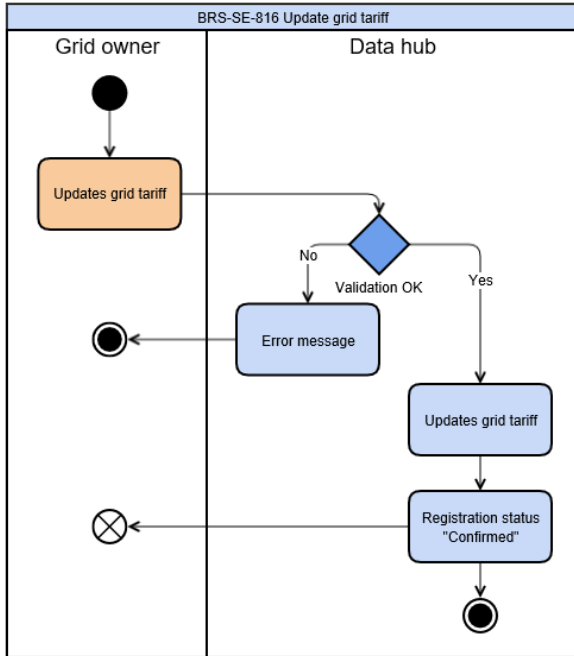 BRS-SE-816 Update grid tariff
Grid owner
Data hub
Updates grid tariff
No
Validation OK
Yes
Error message
Updates grid tariff
Registration status
"Confirmed"